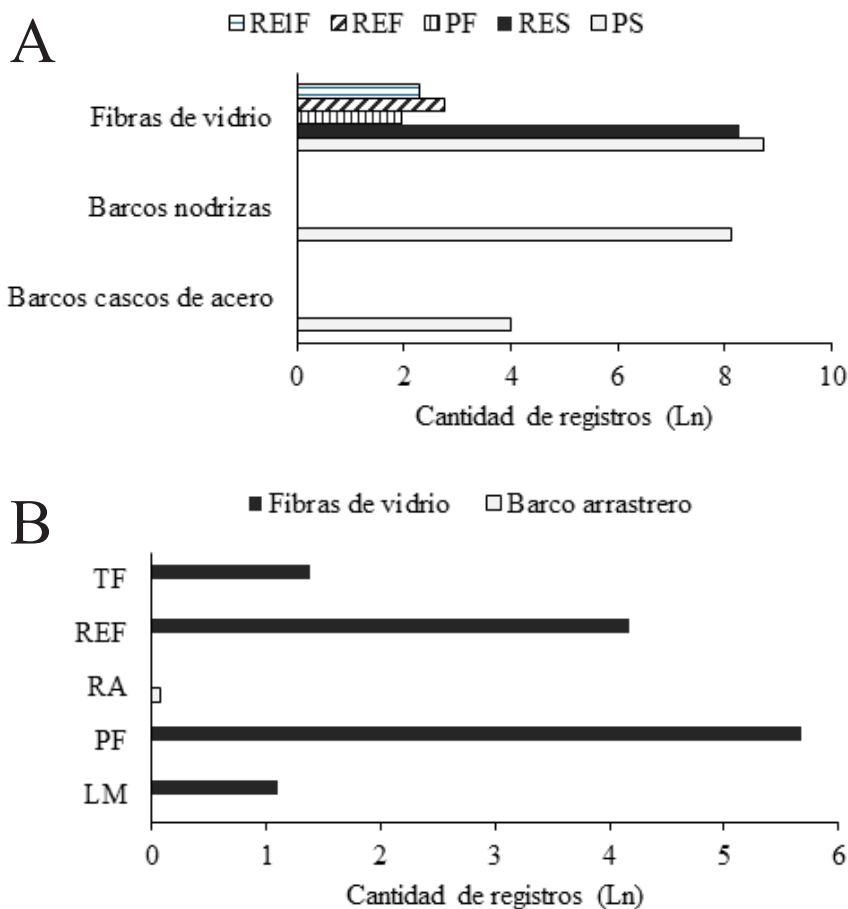 A
REIF REF PF RES PS
Fibras de vidrio
Barcos nodrizas
Barcos cascos de acero
0 2 4 6 8 10
Cantidad de registros (Ln)
B
Fibras de vidrio Barco arrastrero
TF
REF
RA
PF
LM
0 1 2 3 4 5 6
Cantidad de registros (Ln)